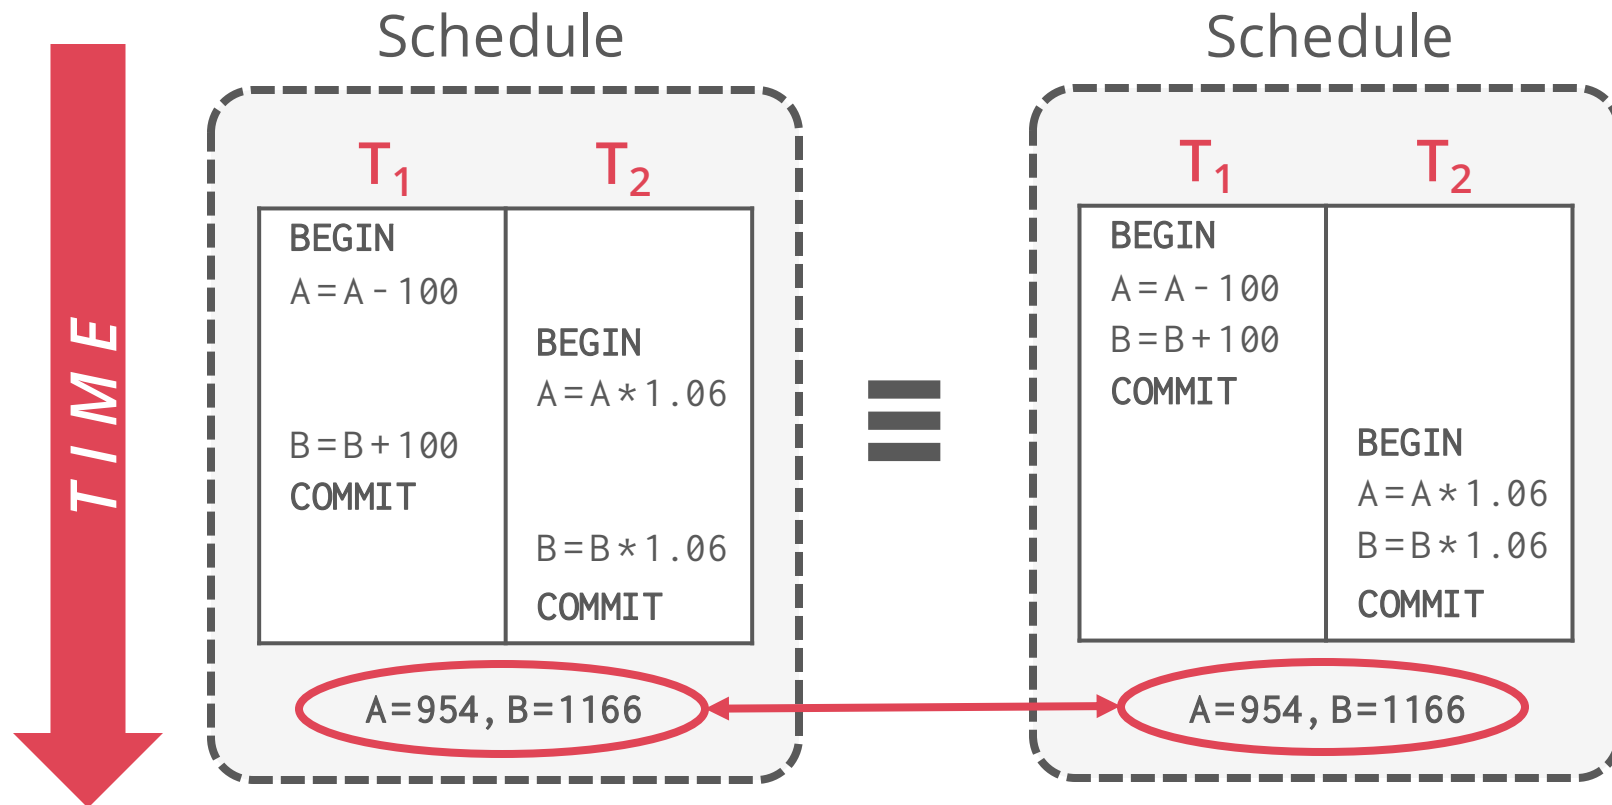 Schedule
T₁ T₂
BEGIN
A=A-100
BEGIN
A=A*1.06
B=B+100
COMMIT
B=B*1.06
COMMIT
A=954, B=1166
TIME
Schedule
T₁ T₂
BEGIN
A=A-100
B=B+100
COMMIT
BEGIN
A=A*1.06
B=B*1.06
COMMIT
A=954, B=1166